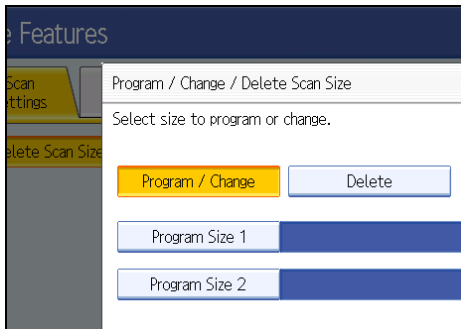 e Features
Scan
ettings
Program / Change / Delete Scan Size
Select size to program or change.
elete Scan Size
Program / Change
Delete
Program Size 1
Program Size 2